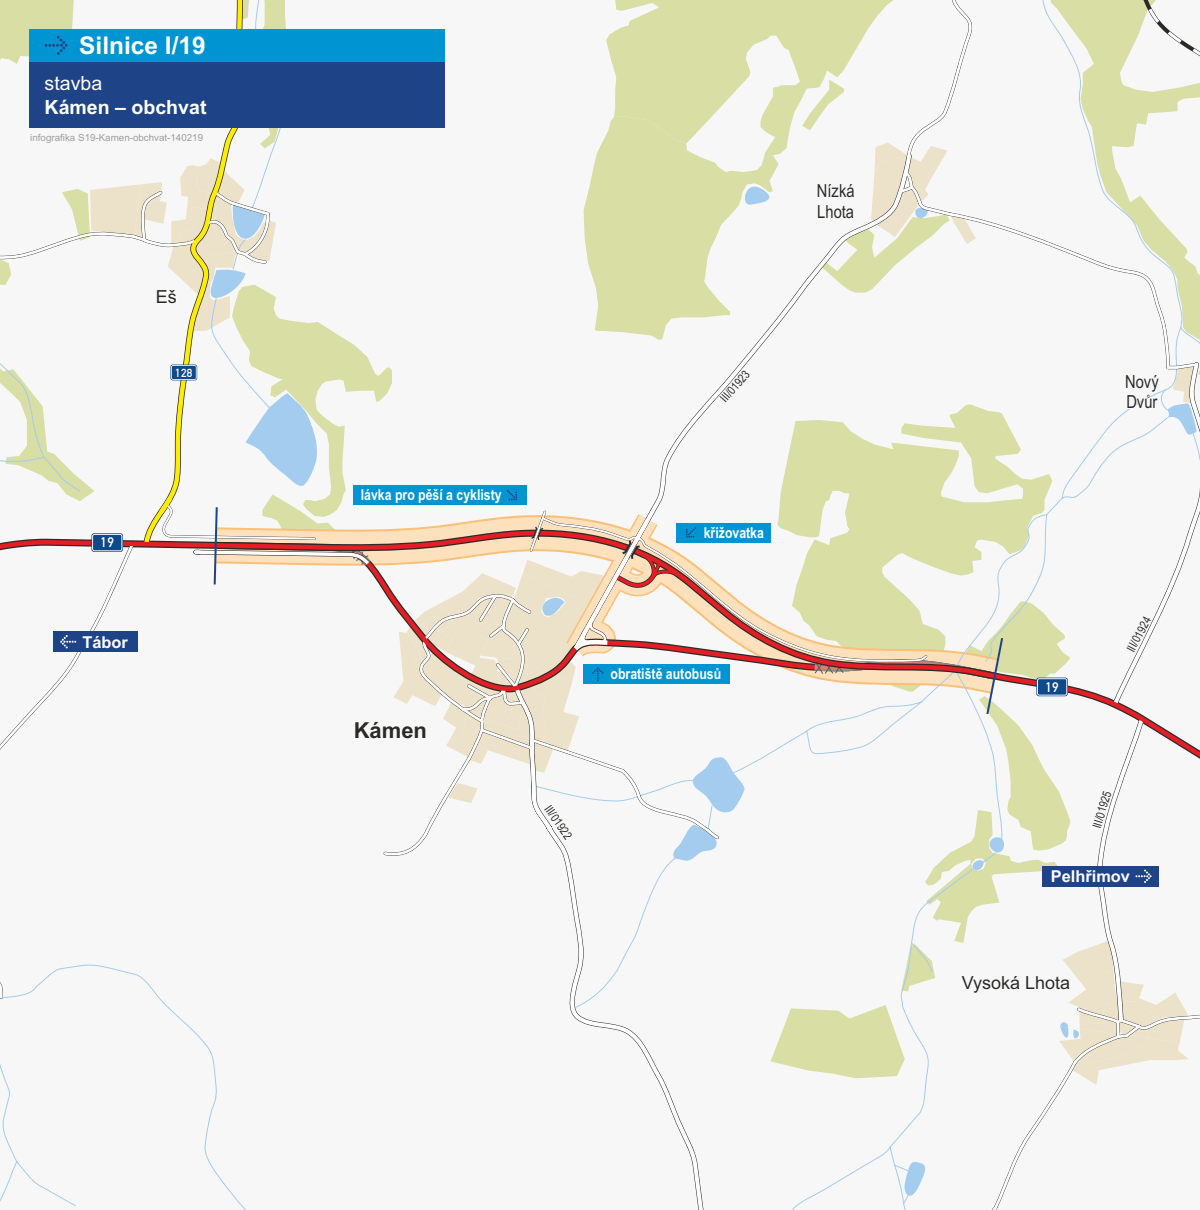 Silnice I/19
stavba
Kámen – obchvat
infografika S19-Kamen-obchvat-140219
Nízká
Lhota
Eš
128
III/01923
Nový
Dvůr
lávka pro pěší a cyklisty
křižovatka
19
Tábor
II/01924
obratiště autobusů
19
Kámen
III/01922
III/01925
Pelhřimov
Vysoká Lhota